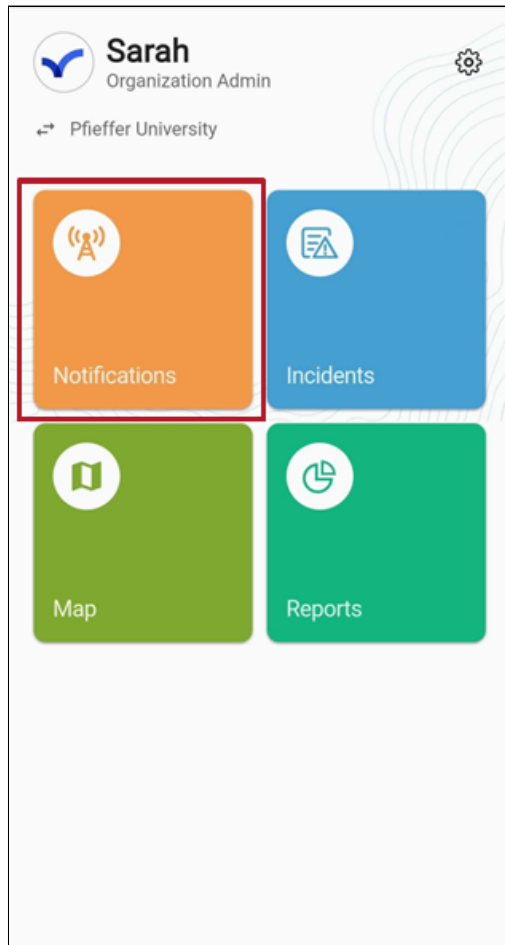 Sarah
Organization Admin
Pfieffer University
Notifications
Incidents
Map
Reports